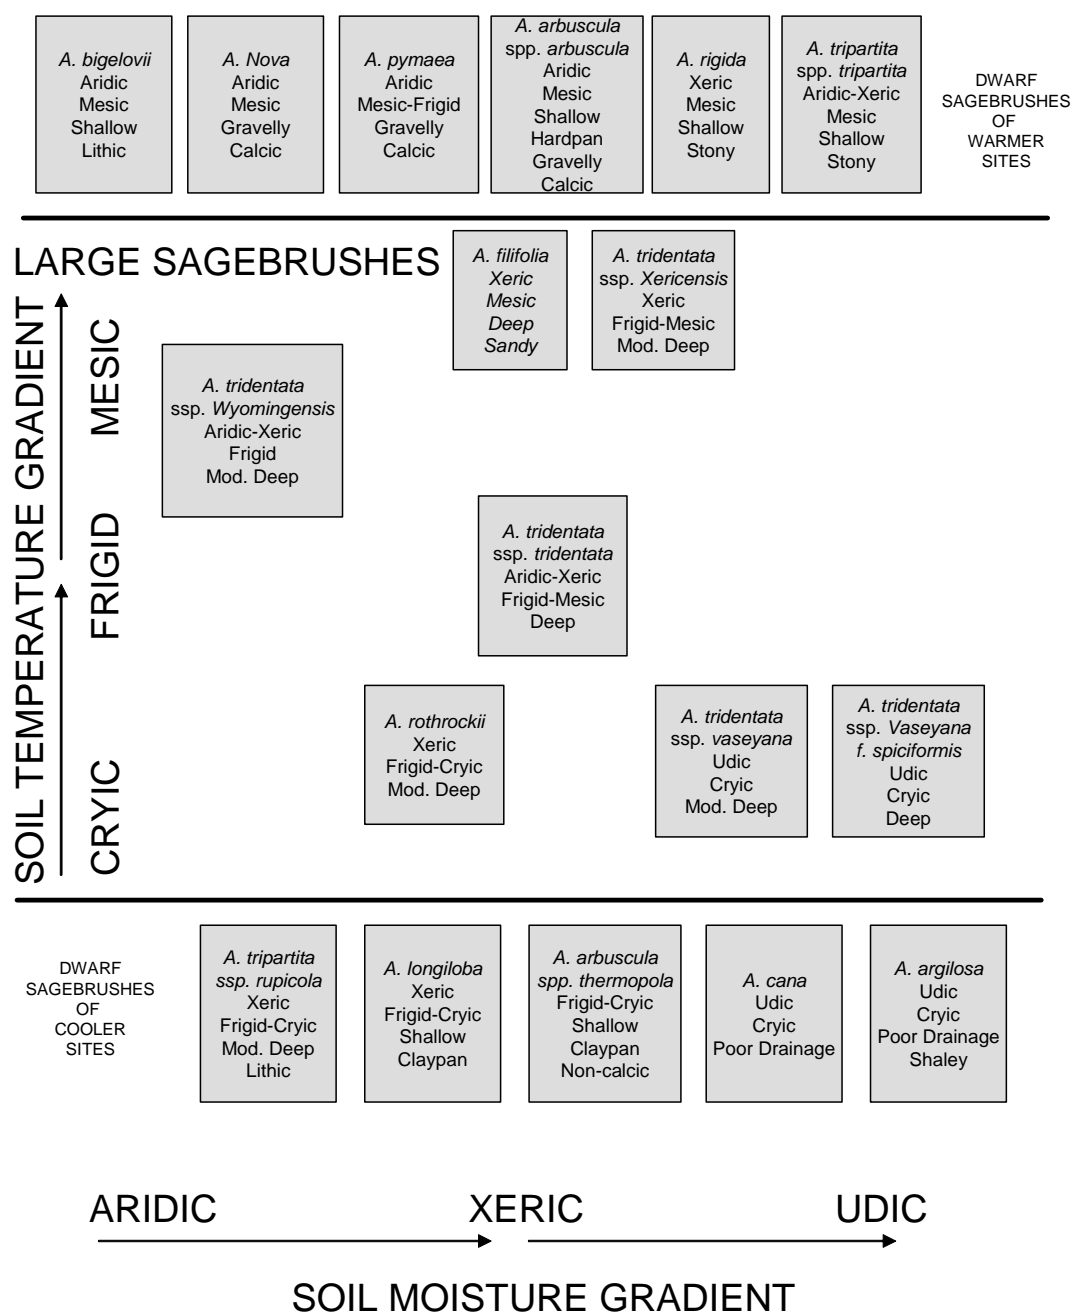 A. bigelovii
Aridic
Mesic
Shallow
Lithic
A. Nova
Aridic
Mesic
Gravelly
Calcic
A. pymaea
Aridic
Mesic-Frigid
Gravelly
Calcic
A. arbuscula
spp. arbuscula
Aridic
Mesic
Shallow
Hardpan
Gravelly
Calcic
A. rigida
Xeric
Mesic
Shallow
Stony
A. tripartita
spp. tripartita
Aridic-Xeric
Mesic
Shallow
Stony
DWARF
SAGEBRUSHES
OF
WARMER
SITES
LARGE SAGEBRUSHES
A. filifolia
Xeric
Mesic
Deep
Sandy
A. tridentata
ssp. Xericensis
Xeric
Frigid-Mesic
Mod. Deep
SOIL TEMPERATURE GRADIENT
MESIC
FRIGID
CRYIC
A. tridentata
ssp. Wyomingensis
Aridic-Xeric
Frigid
Mod. Deep
A. tridentata
ssp. tridentata
Aridic-Xeric
Frigid-Mesic
Deep
A. rothrockii
Xeric
Frigid-Cryic
Mod. Deep
A. tridentata
ssp. vaseyana
Udic
Cryic
Mod. Deep
A. tridentata
ssp. Vaseyana
f. spiciformis
Udic
Cryic
Deep
DWARF
SAGEBRUSHES
OF
COOLER
SITES
A. tripartita
ssp. rupicola
Xeric
Frigid-Cryic
Mod. Deep
Lithic
A. longiloba
Xeric
Frigid-Cryic
Shallow
Claypan
A. arbuscula
spp. thermopola
Frigid-Cryic
Shallow
Claypan
Non-calcic
A. cana
Udic
Cryic
Poor Drainage
A. argilosa
Udic
Cryic
Poor Drainage
Shaley
ARIDIC
XERIC
UDIC
SOIL MOISTURE GRADIENT